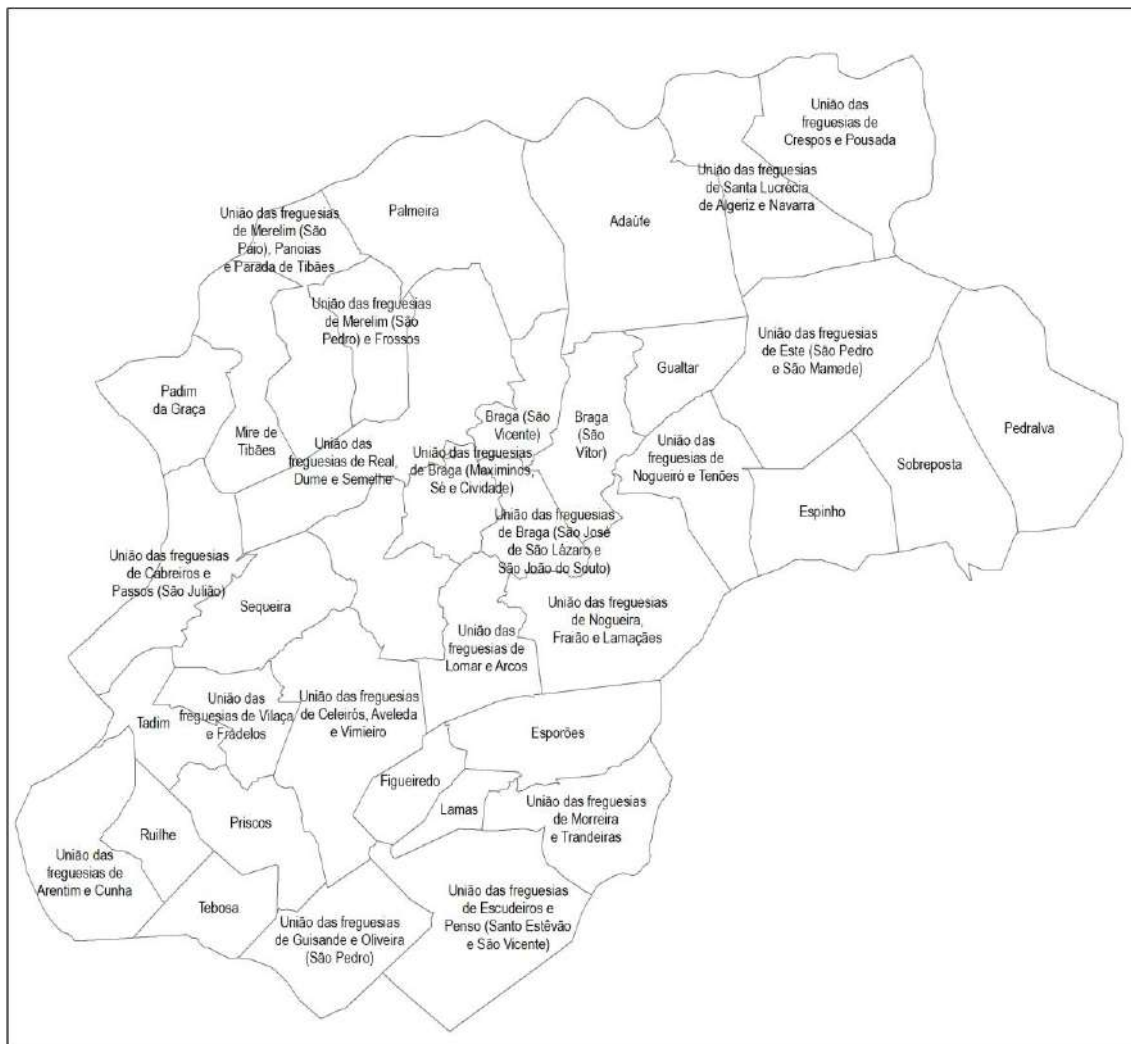 União das
freguesias de
Crespos e Pousada
União das freguesias
de Santa Lucrécia
de Algeriz e Navarra
Palmeira
Adaúfe
União das freguesias
de Merelim (São
Paio), Panoias
e Parada de Tibães
União das freguesias
de Merelim (São
Pedro) e Frossos
União das freguesias
de Este (São Pedro
e São Mamede)
Gualtar
Padim
da Graça
Mire de
Tibães
Braga (São
Vicente)
Braga
(São
Vítor)
Pedralva
União das
freguesias de Real,
Dume e Semelhe
União das freguesias
de Braga (Maximinos,
Sé e Cividade)
União das
freguesias de
Nogueiró e Tenões
Sobreposta
Espinho
União das freguesias
de Braga (São José
de São Lázaro e
São João do Souto)
União das freguesias
de Cabreiros e
Passos (São Julião)
Sequeira
União das freguesias
de Nogueira,
Fraião e Lamaçães
União das
freguesias de
Lomar e Arcos
União das
freguesias de Vilaça
e Fradelos
União das freguesias
de Celeirós, Aveleda
e Vimieiro
Tadim
Esporões
Figueiredo
Lamas
União das freguesias
de Morreira
e Trandeiras
Priscos
Ruilhe
União das
freguesias de
Arentim e Cunha
Tebosa
União das freguesias
de Escudeiros e
Penso (Santo Estêvão
e São Vicente)
União das freguesias
de Guisande e Oliveira
(São Pedro)